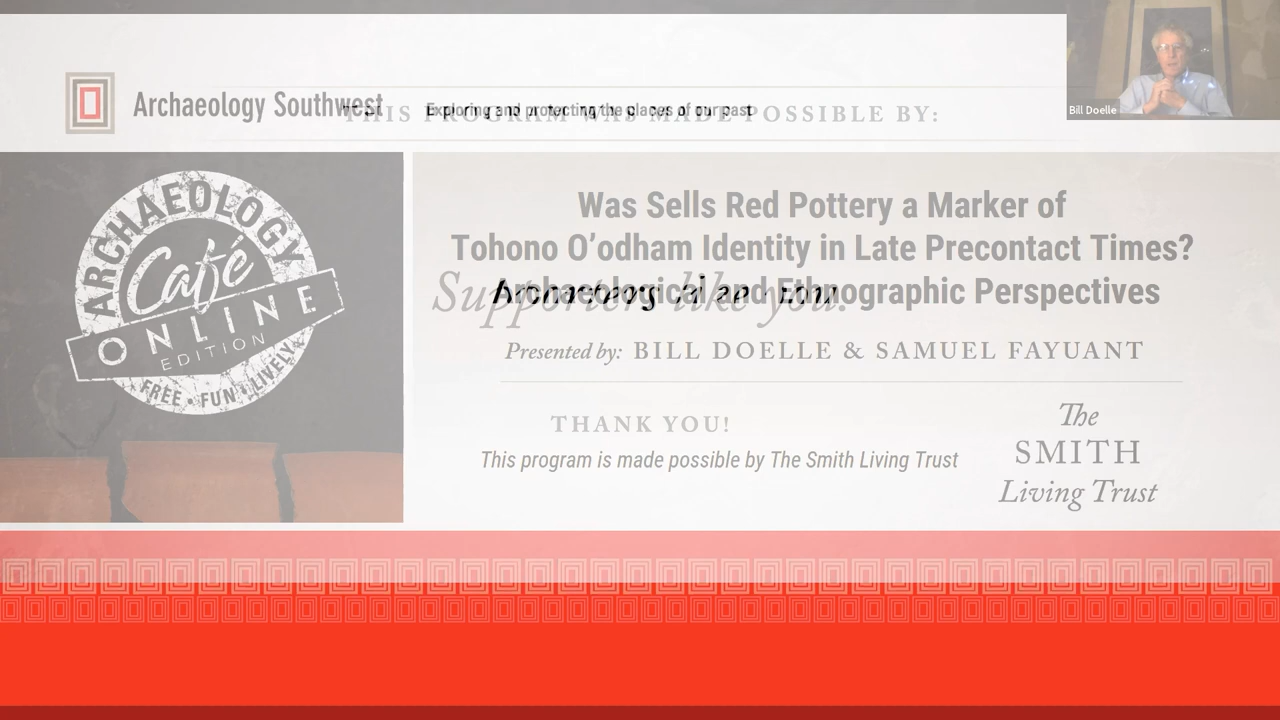 Archaeology Southwest
Exploring and protecting the places of our past
THIS PROGRAM WAS MADE POSSIBLE BY:
Bill Doelle
ARCHAEOLOGY
Café
ONLINE
EDITION
FREE • FUN • LIVELY
Was Sells Red Pottery a Marker of
Tohono O’odham Identity in Late Precontact Times?
Archaeological and Ethnographic Perspectives
Supporters like you!
Presented by: BILL DOELLE & SAMUEL FAYUANT
THANK YOU!
This program is made possible by The Smith Living Trust
The
SMITH
Living Trust